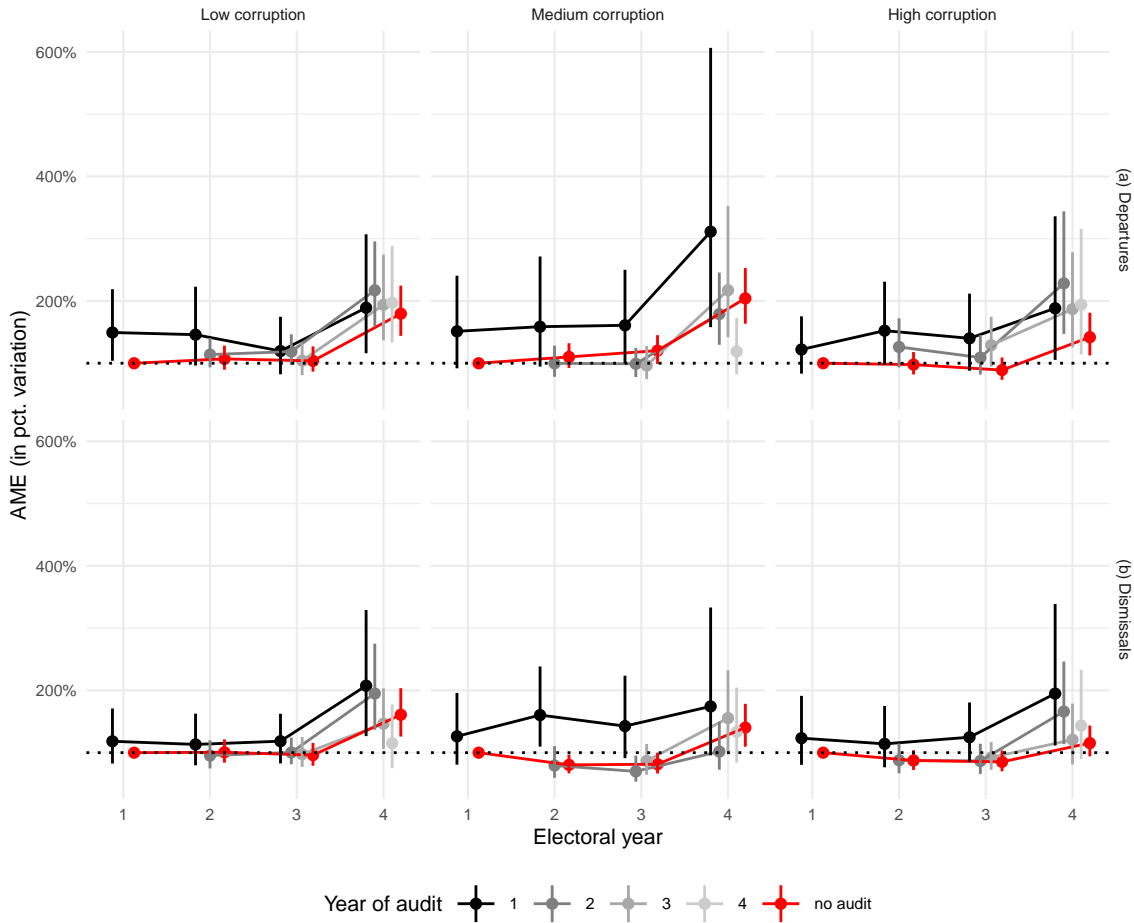 Low corruption Medium corruption High corruption
600%
400%
200%
(a) Departures
AME (in pct. variation)
600%
400%
200%
(b) Dismissals
1 2 3 4 1 2 3 4 1 2 3 4
Electoral year
Year of audit 1 2 3 4 no audit